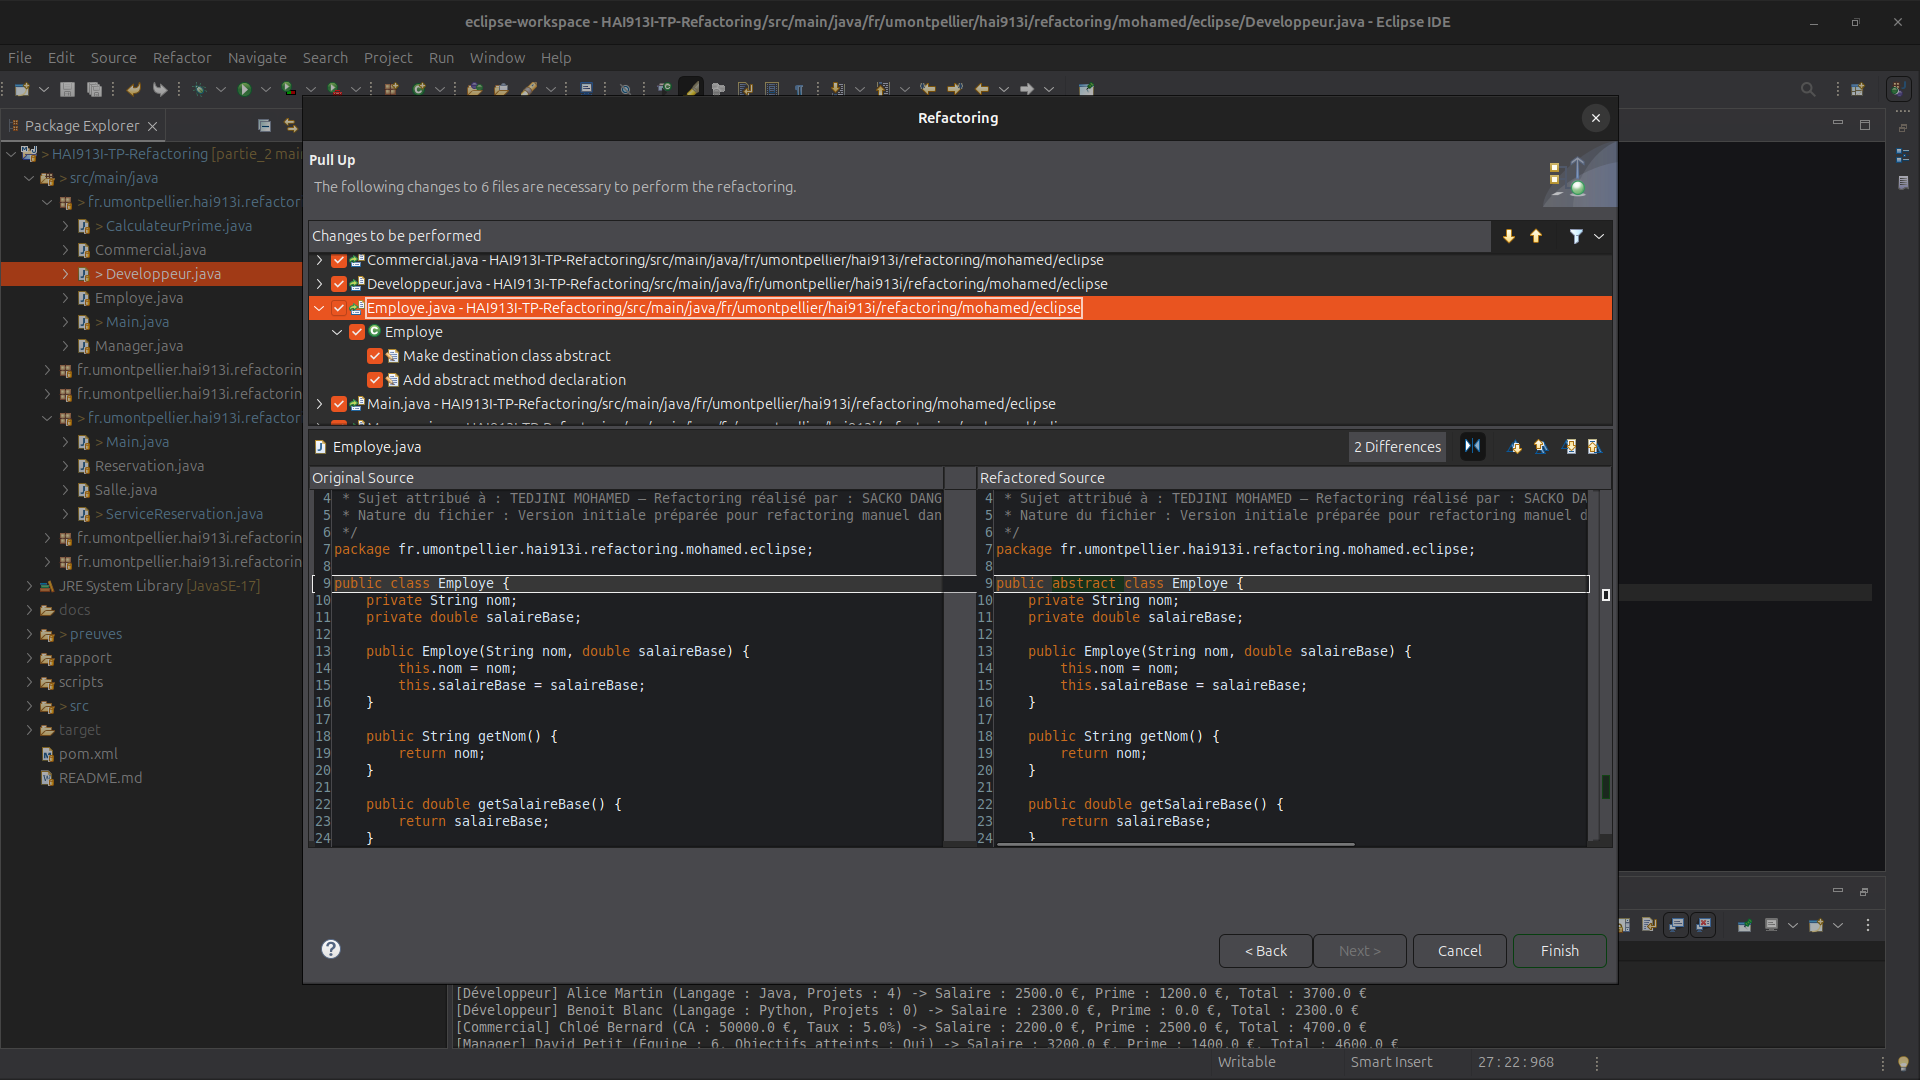 eclipse-workspace - HAI913I-TP-Refactoring/src/main/java/fr/umontpellier/hai913i/refactoring/mohamed/eclipse/Developpeur.java - Eclipse IDE
File Edit Source Refactor Navigate Search Project Run Window Help
Package Explorer
> HAI913I-TP-Refactoring [partie_2 mai
> src/main/java
> fr.umontpellier.hai913i.refactor
> CalculateurPrime.java
Commercial.java
> Developpeur.java
Employe.java
> Main.java
Manager.java
fr.umontpellier.hai913i.refactorin
fr.umontpellier.hai913i.refactorin
> fr.umontpellier.hai913i.refactor
> Main.java
Reservation.java
Salle.java
> ServiceReservation.java
fr.umontpellier.hai913i.refactorin
fr.umontpellier.hai913i.refactorin
JRE System Library [JavaSE-17]
docs
> preuves
rapport
scripts
> src
target
pom.xml
README.md
Refactoring
Pull Up
The following changes to 6 files are necessary to perform the refactoring.
Changes to be performed
Commercial.java - HAI913I-TP-Refactoring/src/main/java/fr/umontpellier/hai913i/refactoring/mohamed/eclipse
Developpeur.java - HAI913I-TP-Refactoring/src/main/java/fr/umontpellier/hai913i/refactoring/mohamed/eclipse
Employe.java - HAI913I-TP-Refactoring/src/main/java/fr/umontpellier/hai913i/refactoring/mohamed/eclipse
Employe
Make destination class abstract
Add abstract method declaration
Main.java - HAI913I-TP-Refactoring/src/main/java/fr/umontpellier/hai913i/refactoring/mohamed/eclipse
Employe.java
2 Differences
Original Source
4 * Sujet attribué à : TEDJINI MOHAMED – Refactoring réalisé par : SACKO DANG
5 * Nature du fichier : Version initiale préparée pour refactoring manuel dan
6 */
7 package fr.umontpellier.hai913i.refactoring.mohamed.eclipse;
8
9 public class Employe {
10 private String nom;
11 private double salaireBase;
12
13 public Employe(String nom, double salaireBase) {
14 this.nom = nom;
15 this.salaireBase = salaireBase;
16 }
17
18 public String getNom() {
19 return nom;
20 }
21
22 public double getSalaireBase() {
23 return salaireBase;
24 }
Refactored Source
4 * Sujet attribué à : TEDJINI MOHAMED – Refactoring réalisé par : SACKO DA
5 * Nature du fichier : Version initiale préparée pour refactoring manuel d
6 */
7 package fr.umontpellier.hai913i.refactoring.mohamed.eclipse;
8
9 public abstract class Employe {
10 private String nom;
11 private double salaireBase;
12
13 public Employe(String nom, double salaireBase) {
14 this.nom = nom;
15 this.salaireBase = salaireBase;
16 }
17
18 public String getNom() {
19 return nom;
20 }
21
22 public double getSalaireBase() {
23 return salaireBase;
24 }
< Back Next > Cancel Finish
[Développeur] Alice Martin (Langage : Java, Projets : 4) -> Salaire : 2500.0 €, Prime : 1200.0 €, Total : 3700.0 €
[Développeur] Benoit Blanc (Langage : Python, Projets : 0) -> Salaire : 2300.0 €, Prime : 0.0 €, Total : 2300.0 €
[Commercial] Chloé Bernard (CA : 50000.0 €, Taux : 5.0%) -> Salaire : 2200.0 €, Prime : 2500.0 €, Total : 4700.0 €
[Manager] David Petit (Équipe : 6, Objectifs atteints : Oui) -> Salaire : 3200.0 €, Prime : 1400.0 €, Total : 4600.0 €
Writable Smart Insert 27 : 22 : 968